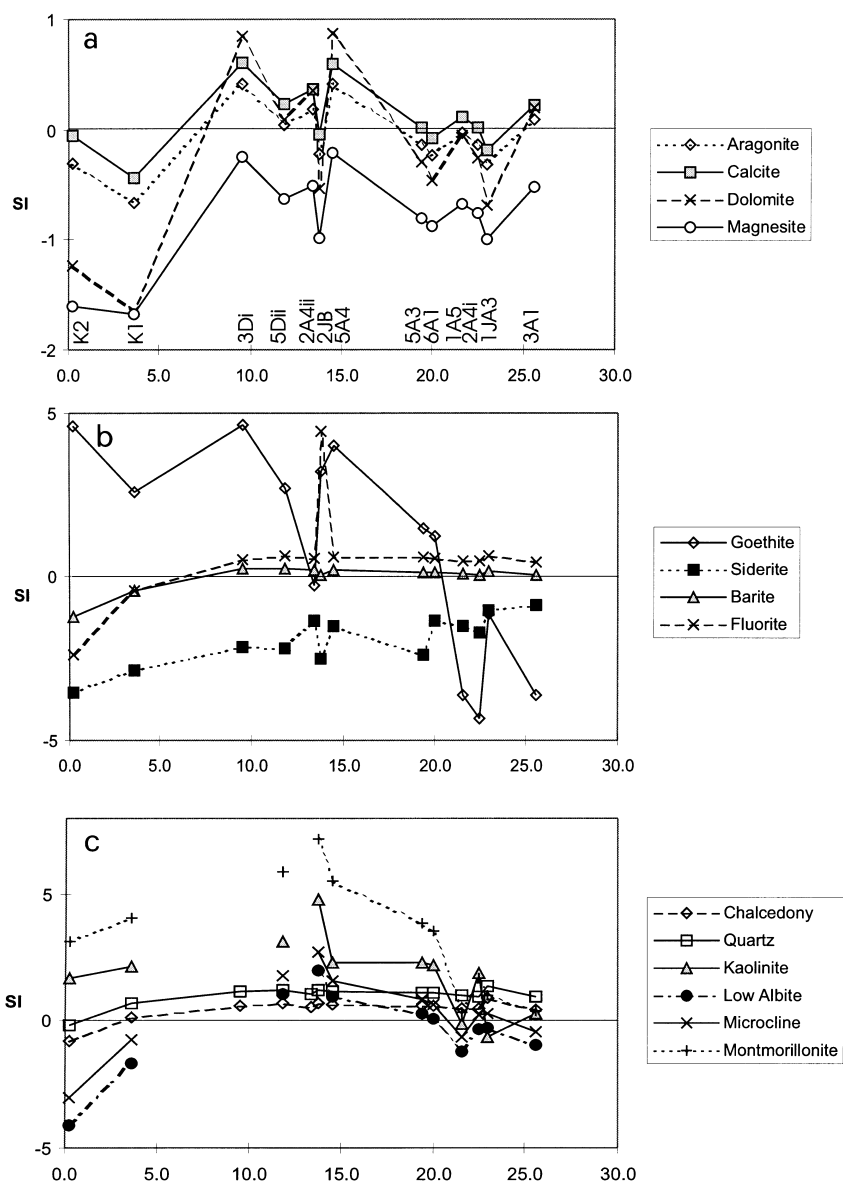 a
1
0
-1
-2
SI
K2
K1
3Di
5Dii
2A4ii
2JB
5A4
5A3
6A1
1A5
2A4i
1JA3
3A1
0.0 5.0 10.0 15.0 20.0 25.0 30.0
Aragonite
Calcite
Dolomite
Magnesite
b
5
0
-5
SI
0.0 5.0 10.0 15.0 20.0 25.0 30.0
Goethite
Siderite
Barite
Fluorite
c
5
0
-5
SI
0.0 5.0 10.0 15.0 20.0 25.0 30.0
Chalcedony
Quartz
Kaolinite
Low Albite
Microcline
Montmorillonite